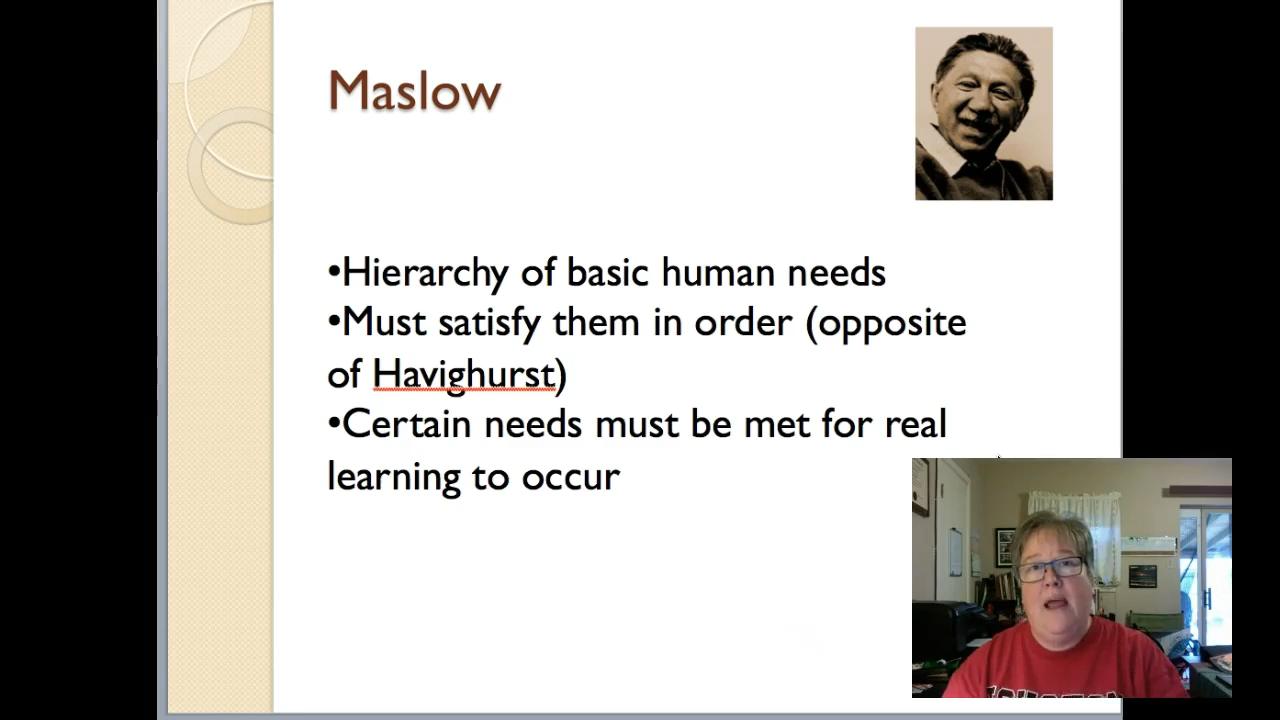 Maslow
•Hierarchy of basic human needs
•Must satisfy them in order (opposite
of Havighurst)
•Certain needs must be met for real
learning to occur